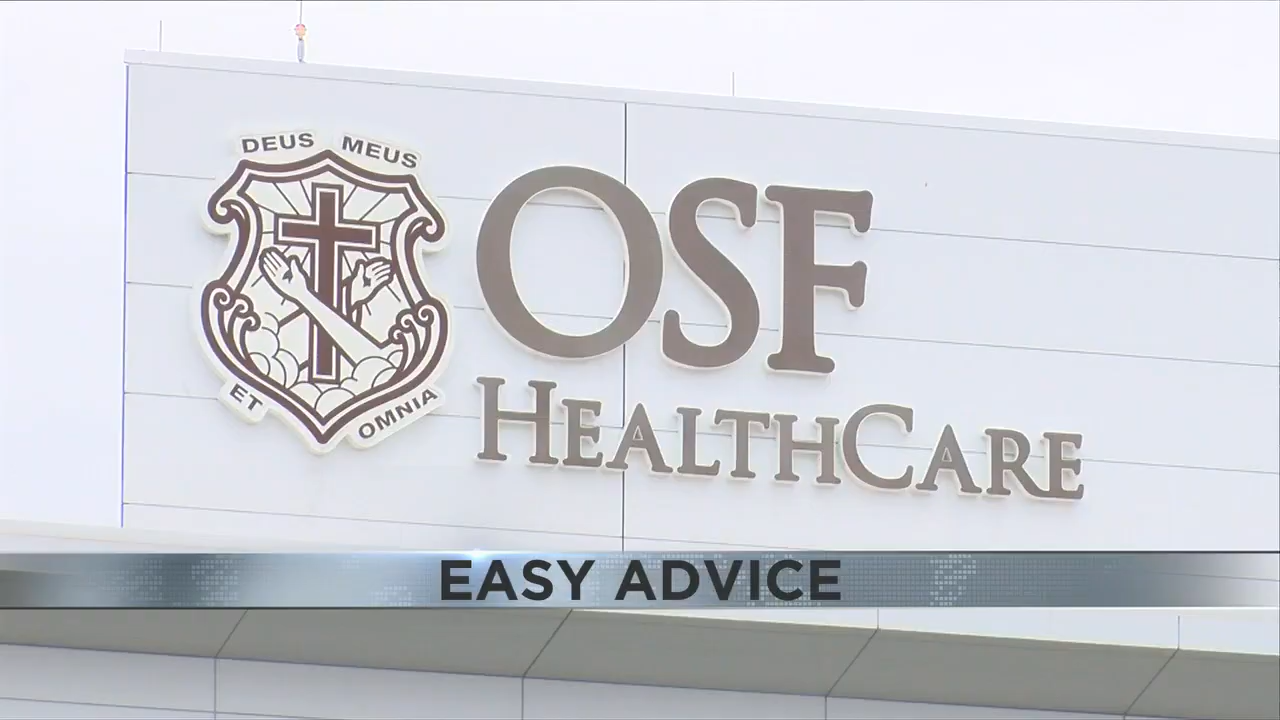 DEUS MEUS
ET OMNIA
OSF
HEALTHCARE
EASY ADVICE